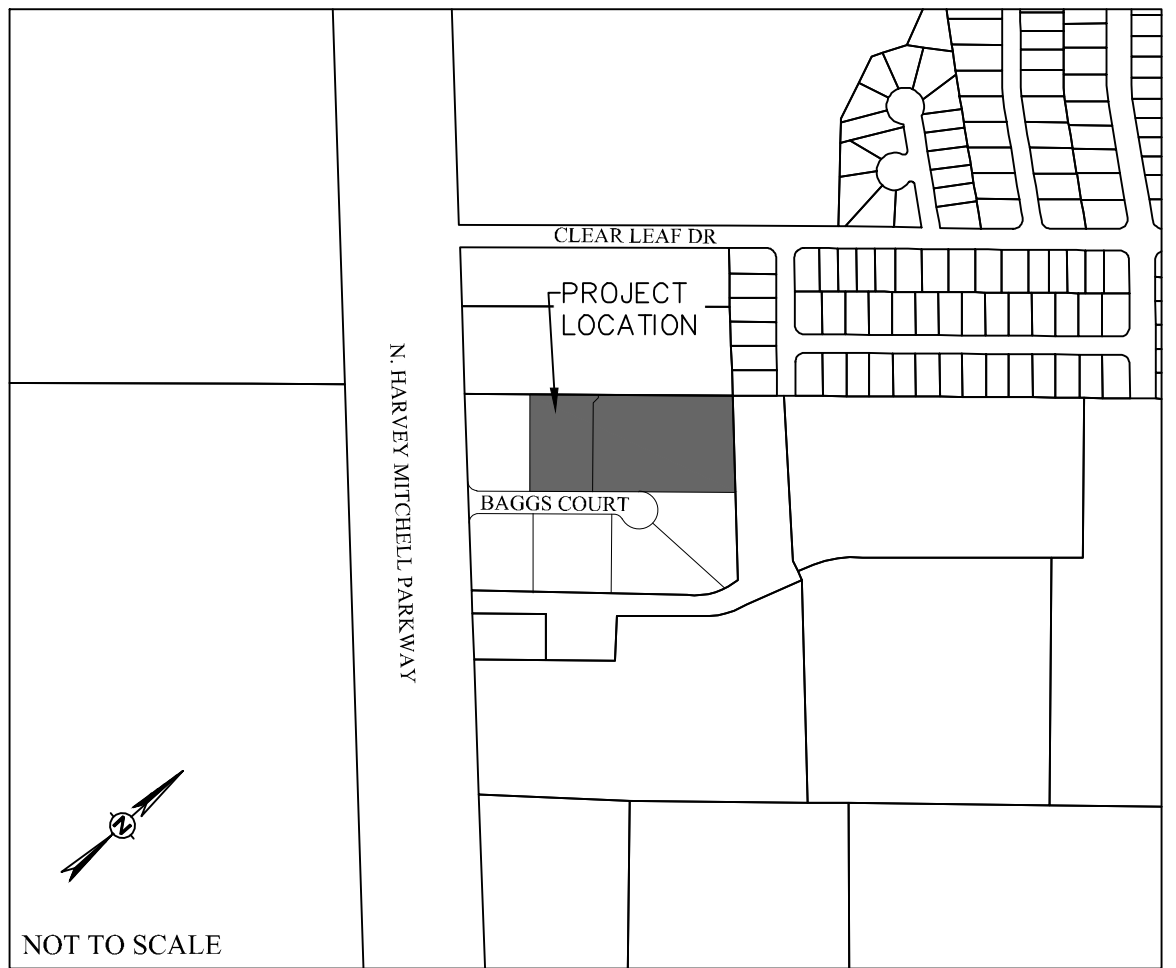 CLEAR LEAF DR
PROJECT
LOCATION
N. HARVEY MITCHELL PARKWAY
BAGGS COURT
N
NOT TO SCALE